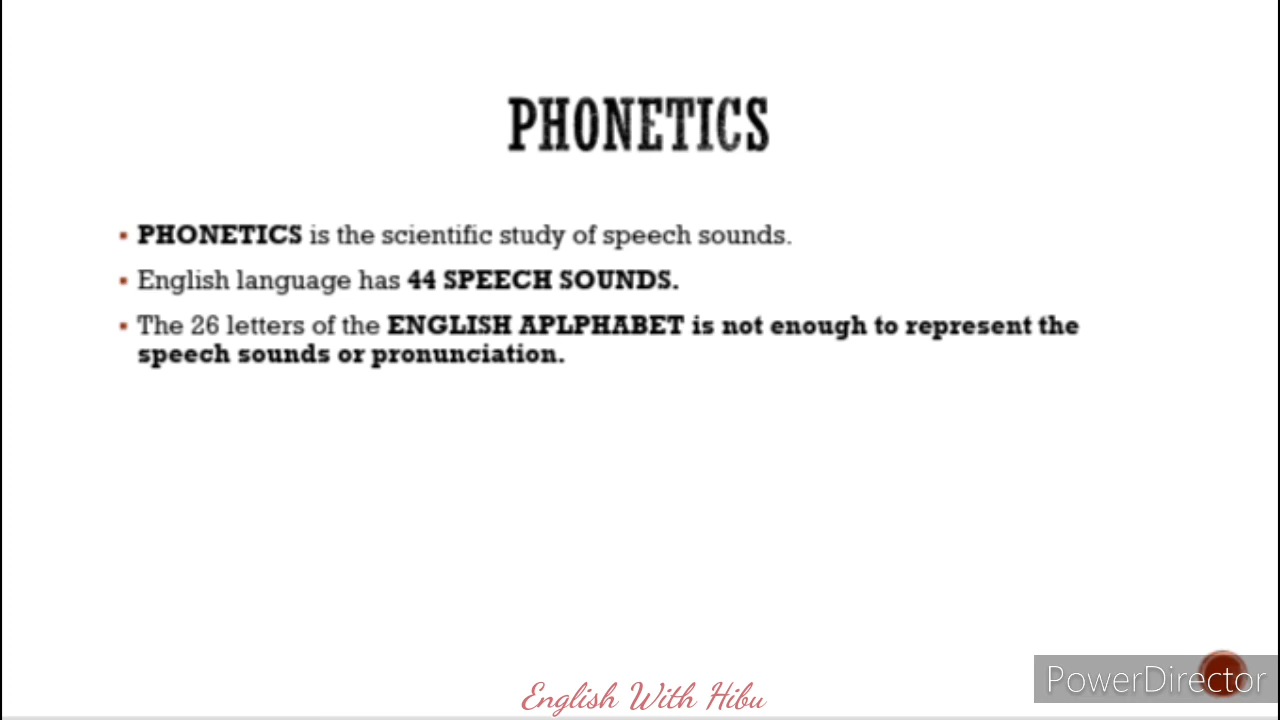 PHONETICS
▪ PHONETICS is the scientific study of speech sounds.
▪ English language has 44 SPEECH SOUNDS.
▪ The 26 letters of the ENGLISH APLPHABET is not enough to represent the
speech sounds or pronunciation.
PowerDirector
English With Hibu